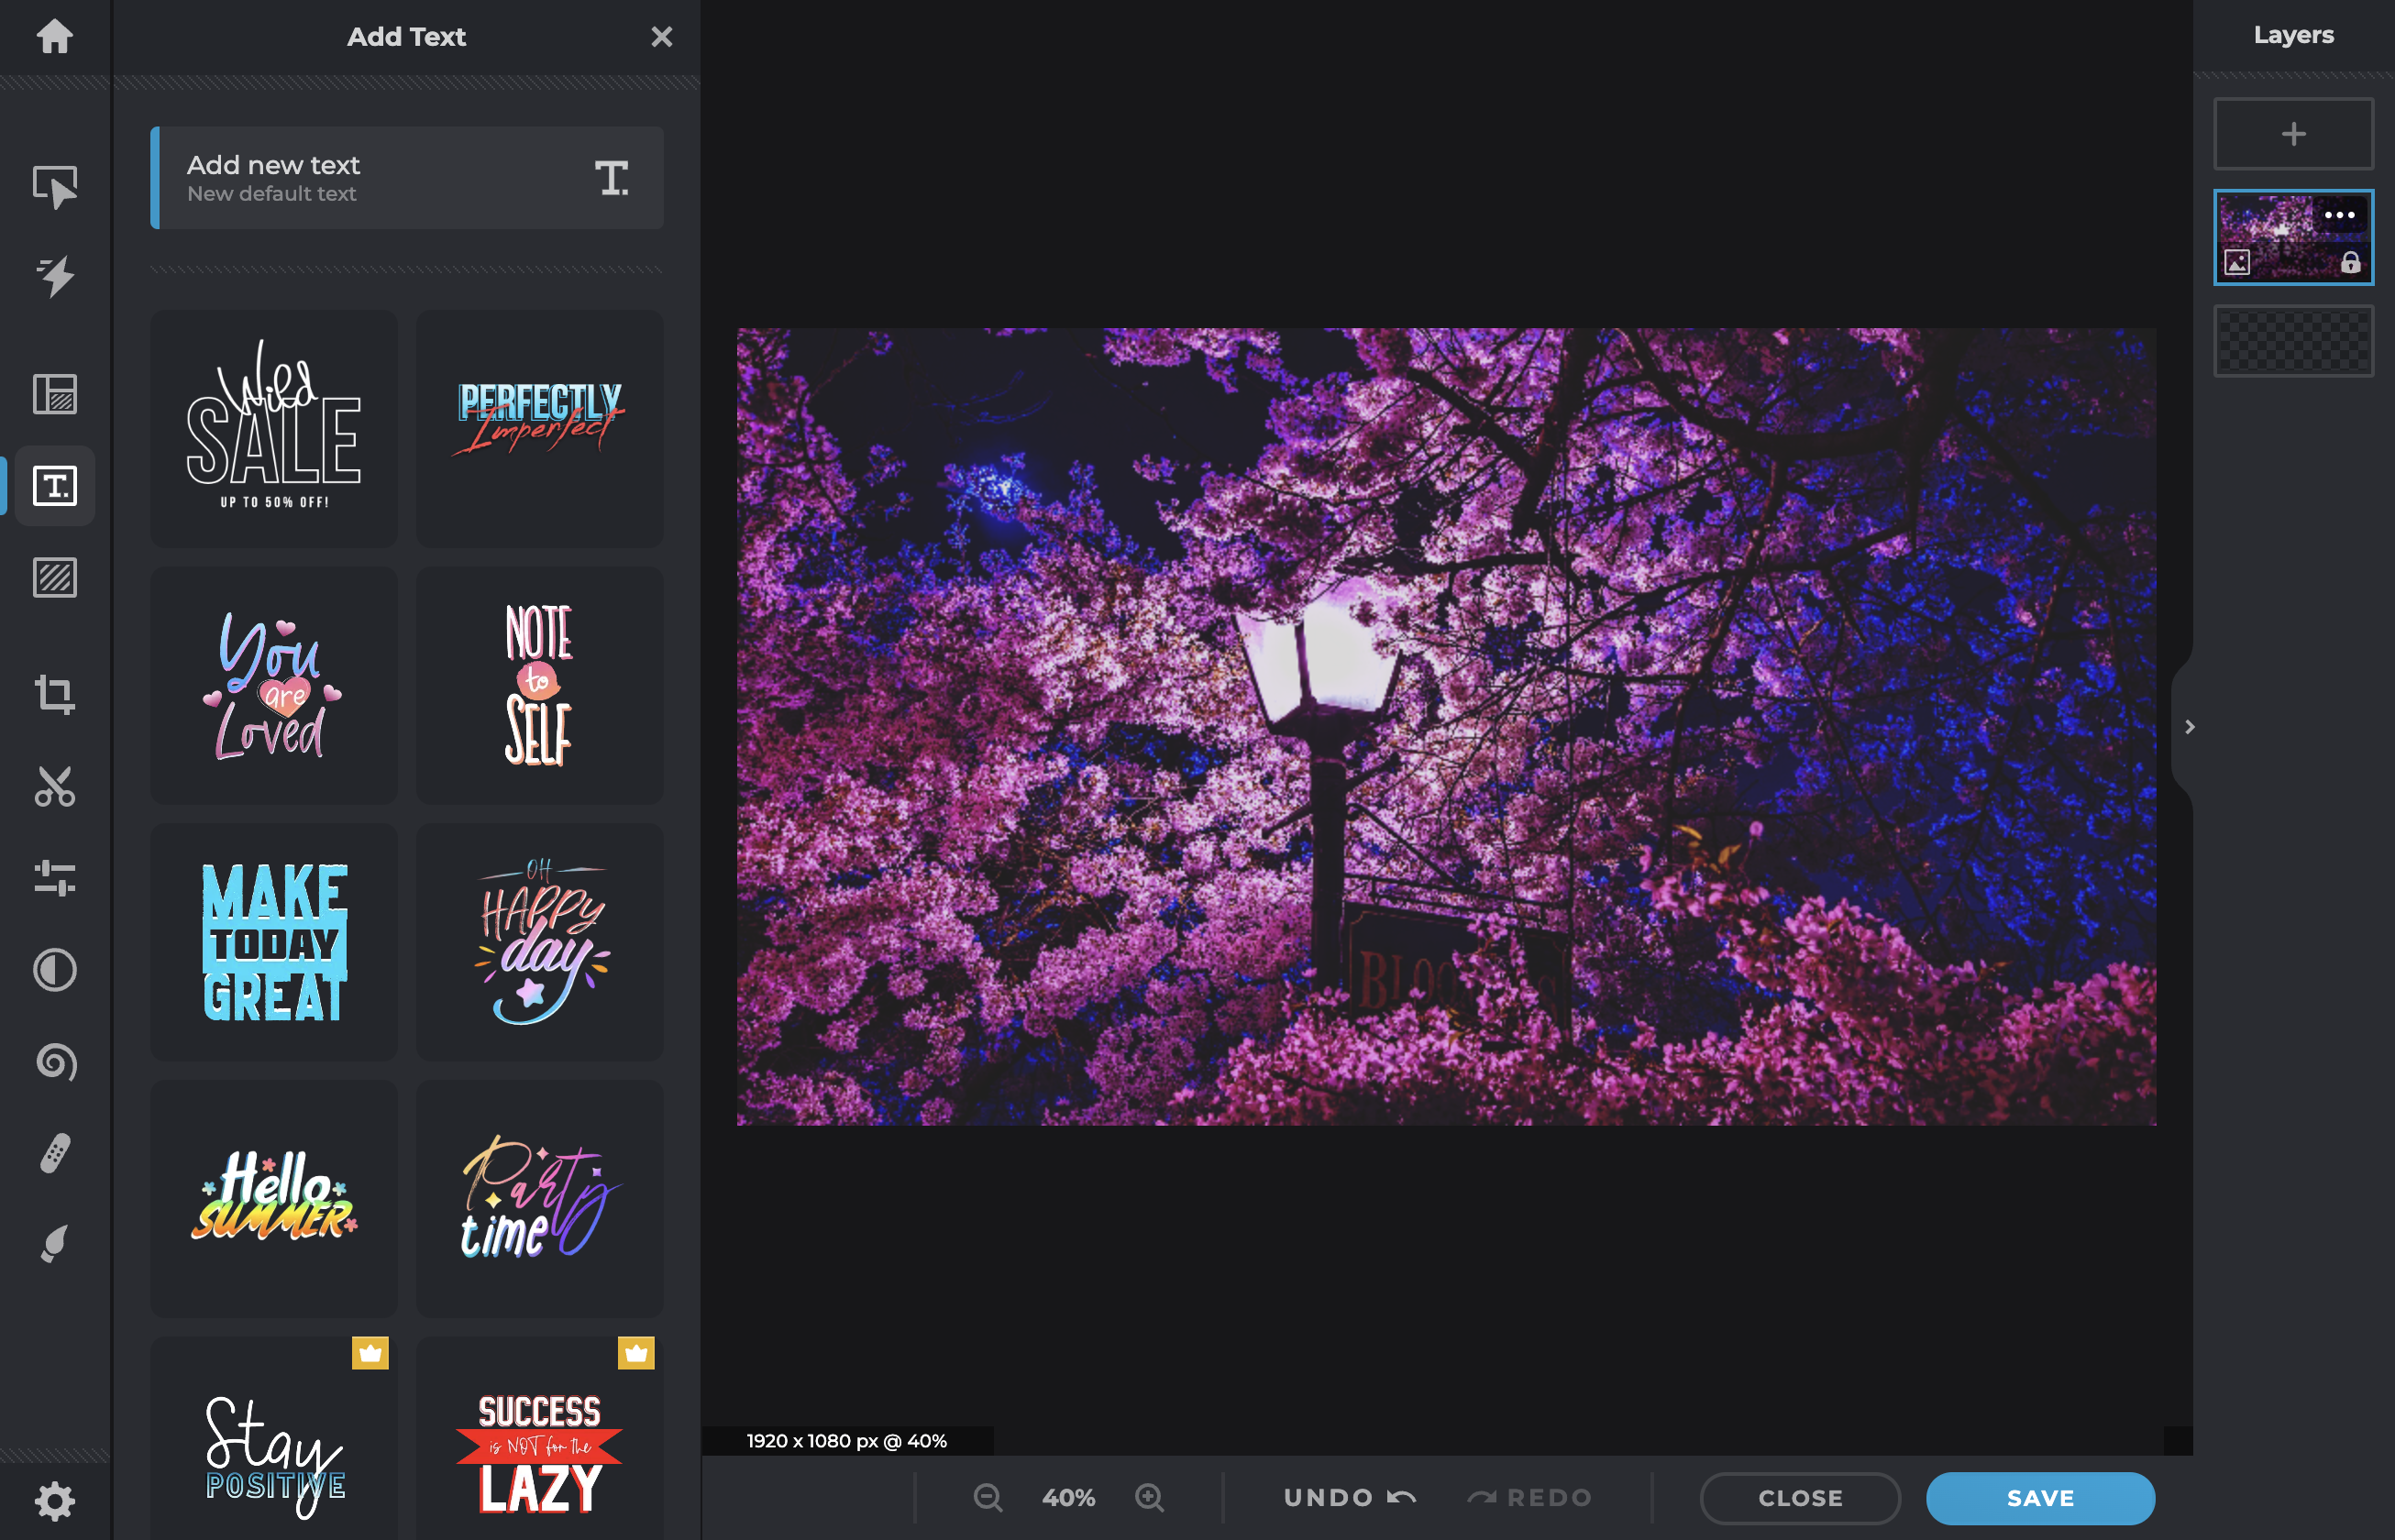 Add Text
Layers
Add new text
New default text
Wild
SALE
UP TO 50% OFF!
PERFECTLY
Imperfect
You
are
Loved
NOTE
to
SELF
MAKE
TODAY
GREAT
OH
HAPPY
day
Hello
SUMMER
Party
time
Stay
POSITIVE
SUCCESS
is NOT for the
LAZY
1920 x 1080 px @ 40%
40%
UNDO
REDO
CLOSE
SAVE